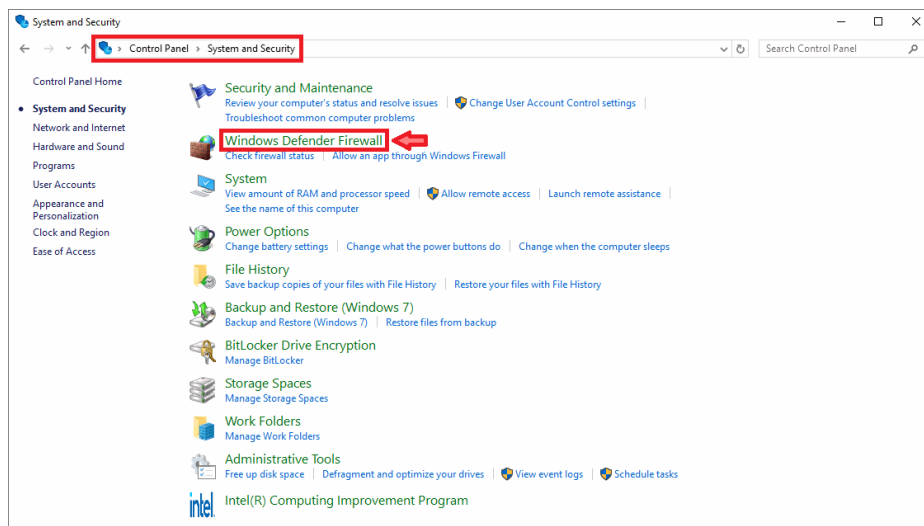 System and Security
Control Panel › System and Security
Search Control Panel
Control Panel Home
System and Security
Network and Internet
Hardware and Sound
Programs
User Accounts
Appearance and
Personalization
Clock and Region
Ease of Access
Security and Maintenance
Review your computer's status and resolve issues | Change User Account Control settings |
Troubleshoot common computer problems
Windows Defender Firewall
Check firewall status | Allow an app through Windows Firewall
System
View amount of RAM and processor speed | Allow remote access | Launch remote assistance |
See the name of this computer
Power Options
Change battery settings | Change what the power buttons do | Change when the computer sleeps
File History
Save backup copies of your files with File History | Restore your files with File History
Backup and Restore (Windows 7)
Backup and Restore (Windows 7) | Restore files from backup
BitLocker Drive Encryption
Manage BitLocker
Storage Spaces
Manage Storage Spaces
Work Folders
Manage Work Folders
Administrative Tools
Free up disk space | Defragment and optimize your drives | View event logs | Schedule tasks
intel Intel(R) Computing Improvement Program